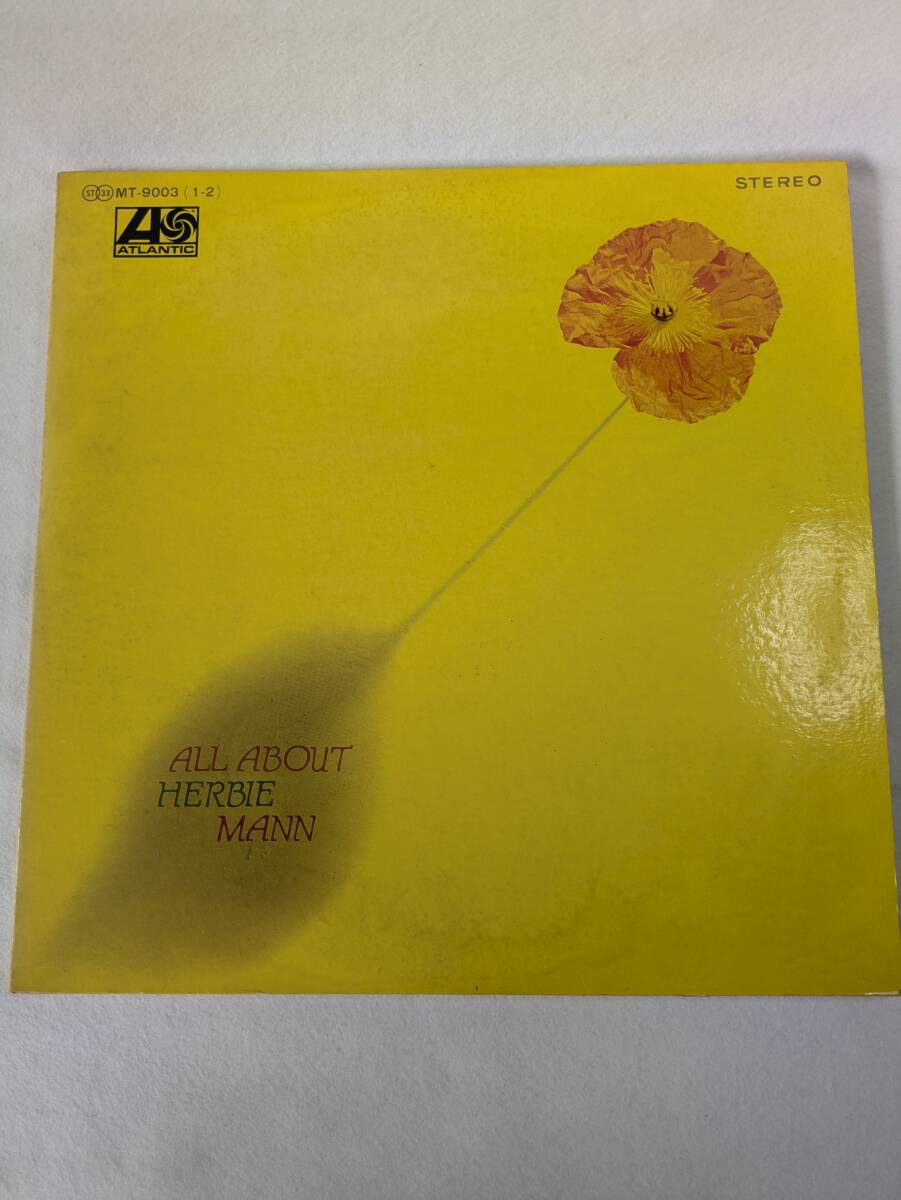 ST 33 MT-9003 (1-2)
STEREO
ATLANTIC
ALL ABOUT
HERBIE
MANN